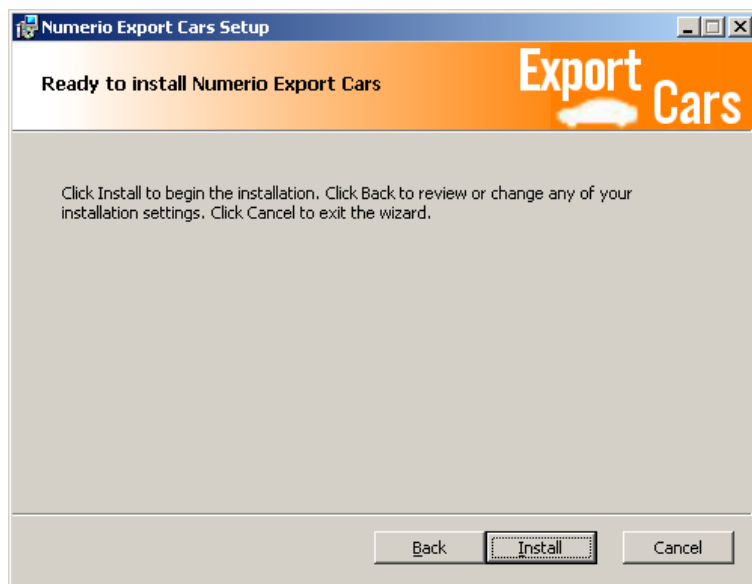 Numerio Export Cars Setup
Ready to install Numerio Export Cars
Export
Cars
Click Install to begin the installation. Click Back to review or change any of your
installation settings. Click Cancel to exit the wizard.
Back
Install
Cancel